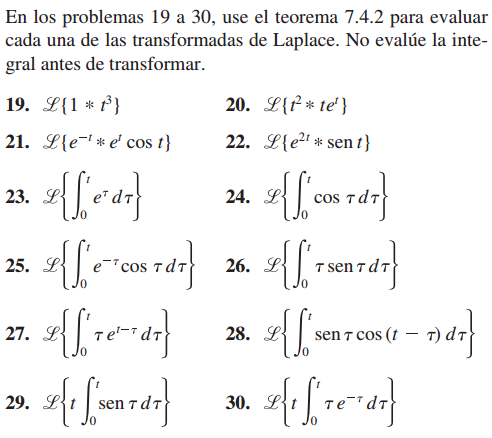 En los problemas 19 a 30, use el teorema 7.4.2 para evaluar
cada una de las transformadas de Laplace. No evalúe la inte-
gral antes de transformar.
19. ℒ{1 * t³} 20. ℒ{t² * teᵗ}
21. ℒ{e⁻ᵗ * eᵗ cos t} 22. ℒ{e²ᵗ * sen t}
23. ℒ{∫₀ᵗ e^τ dτ} 24. ℒ{∫₀ᵗ cos τ dτ}
25. ℒ{∫₀ᵗ e^−τ cos τ dτ} 26. ℒ{∫₀ᵗ τ sen τ dτ}
27. ℒ{∫₀ᵗ τe^t−τ dτ} 28. ℒ{∫₀ᵗ sen τ cos (t − τ) dτ}
29. ℒ{t ∫₀ᵗ sen τ dτ} 30. ℒ{t ∫₀ᵗ τe^−τ dτ}